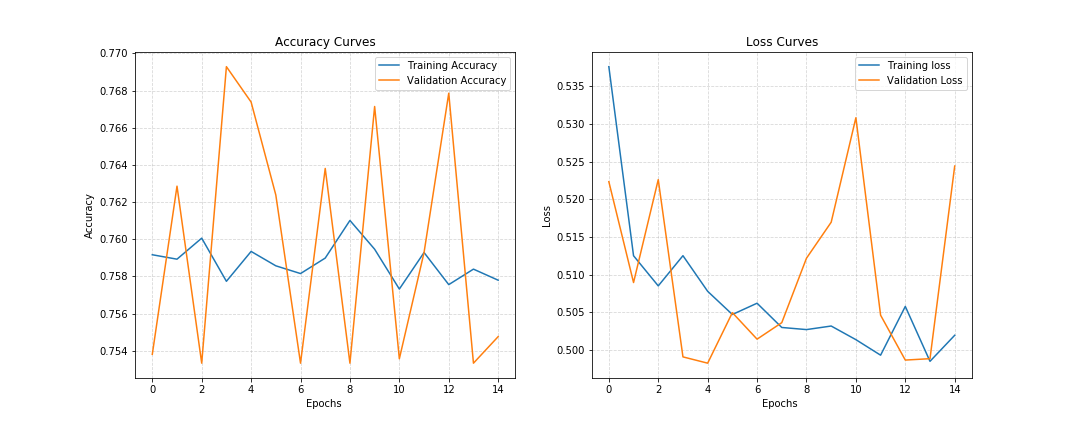 Accuracy Curves
Training Accuracy
Validation Accuracy
0.770
0.768
0.766
0.764
0.762
0.760
0.758
0.756
0.754
Accuracy
0 2 4 6 8 10 12 14
Epochs
Loss Curves
Training loss
Validation Loss
0.535
0.530
0.525
0.520
0.515
0.510
0.505
0.500
Loss
0 2 4 6 8 10 12 14
Epochs